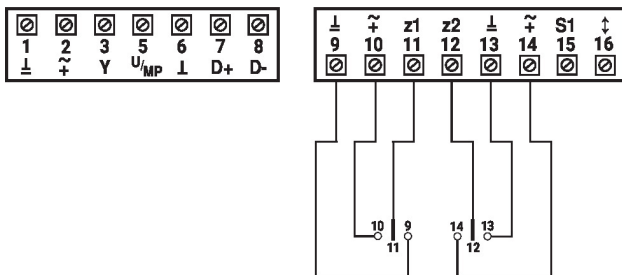 1 2 3 5 6 7 8
⏚ ~+ Y U/MP ⊥ D+ D-
⊥ ~+ z1 z2 ⊥ ~+ S1 ↕
9 10 11 12 13 14 15 16
10 9 14 13
11 12